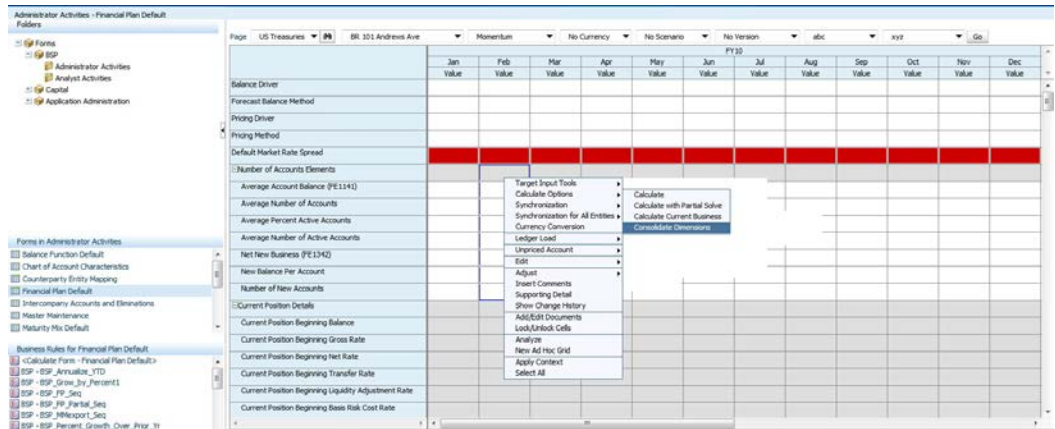 Administrator Activities - Financial Plan Default
Folders
Forms
BSP
Administrator Activities
Analyst Activities
Capital
Application Administration
Page US Treasuries BR 101 Andrews Ave Momentum No Currency No Scenario No Version abc xyz Go
FY10
Jan Feb Mar Apr May Jun Jul Aug Sep Oct Nov Dec
Value Value Value Value Value Value Value Value Value Value Value Value
Balance Driver
Forecast Balance Method
Pricing Driver
Pricing Method
Default Market Rate Spread
Number of Accounts Elements
Average Account Balance (FE1141)
Average Number of Accounts
Average Percent Active Accounts
Average Number of Active Accounts
Net New Business (FE1342)
New Balance Per Account
Number of New Accounts
Current Position Details
Current Position Beginning Balance
Current Position Beginning Gross Rate
Current Position Beginning Net Rate
Current Position Beginning Transfer Rate
Current Position Beginning Liquidity Adjustment Rate
Current Position Beginning Basis Risk Cost Rate
Target Input Tools
Calculate Options
Synchronization
Synchronization for All Entities
Currency Conversion
Ledger Load
Unpriced Account
Edit
Adjust
Insert Comments
Supporting Detail
Show Change History
Add/Edit Documents
Lock/Unlock Cells
Analyze
New Ad Hoc Grid
Apply Context
Select All
Calculate
Calculate with Partial Solve
Calculate Current Business
Consolidate Dimensions
Forms in Administrator Activities
Balance Function Default
Chart of Account Characteristics
Counterparty Entity Mapping
Financial Plan Default
Intercompany Accounts and Eliminations
Master Maintenance
Maturity Mix Default
Business Rules for Financial Plan Default
<Calculate Form - Financial Plan Default>
BSP - BSP_Annualize_YTD
BSP - BSP_Grow_by_Percent1
BSP - BSP_FP_Seq
BSP - BSP_FP_Partial_Seq
BSP - BSP_MMexport_Seq
BSP - BSP_Percent_Growth_Over_Prior_Yr